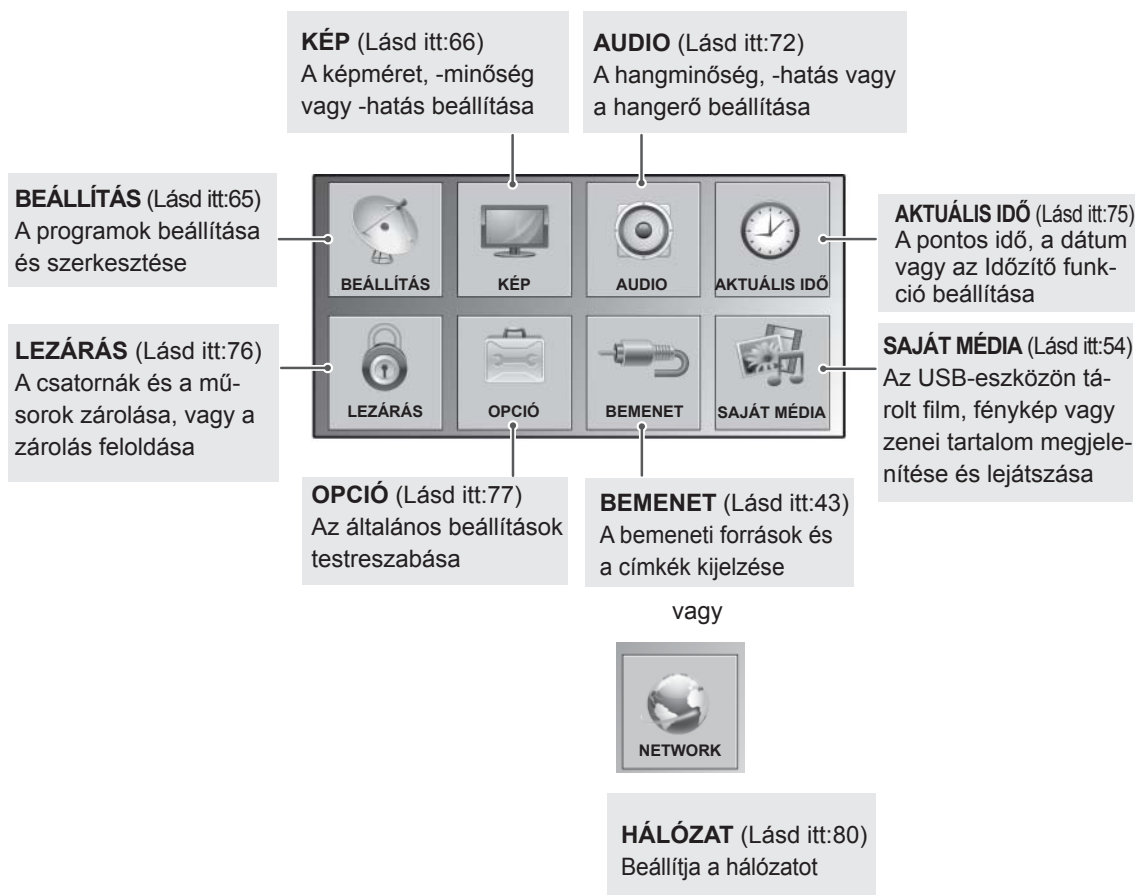 KÉP (Lásd itt:66)
A képméret, -minőség
vagy -hatás beállítása
AUDIO (Lásd itt:72)
A hangminőség, -hatás vagy
a hangerő beállítása
BEÁLLÍTÁS (Lásd itt:65)
A programok beállítása
és szerkesztése
AKTUÁLIS IDŐ (Lásd itt:75)
A pontos idő, a dátum
vagy az Időzítő funk-
ció beállítása
BEÁLLÍTÁS
KÉP
AUDIO
AKTUÁLIS IDŐ
LEZÁRÁS (Lásd itt:76)
A csatornák és a mű-
sorok zárolása, vagy a
zárolás feloldása
LEZÁRÁS
OPCIÓ
BEMENET
SAJÁT MÉDIA
SAJÁT MÉDIA (Lásd itt:54)
Az USB-eszközön tá-
rolt film, fénykép vagy
zenei tartalom megjele-
nítése és lejátszása
OPCIÓ (Lásd itt:77)
Az általános beállítások
testreszabása
BEMENET (Lásd itt:43)
A bemeneti források és
a címkék kijelzése
vagy
NETWORK
HÁLÓZAT (Lásd itt:80)
Beállítja a hálózatot